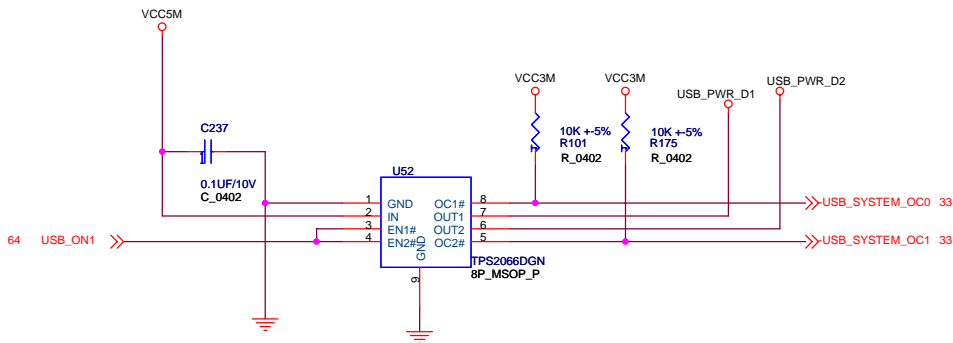 VCC5M
C237
0.1UF/10V
C_0402
VCC3M
VCC3M
USB_PWR_D1
USB_PWR_D2
10K +-5%
R101
R_0402
10K +-5%
R175
R_0402
U52
1 GND OC1# 8
2 IN OUT1 7
3 EN1# OUT2 6
4 EN2# OC2# 5
GND
9
TPS2066DGN
8P_MSOP_P
64 USB_ON1
USB_SYSTEM_OC0 33
USB_SYSTEM_OC1 33